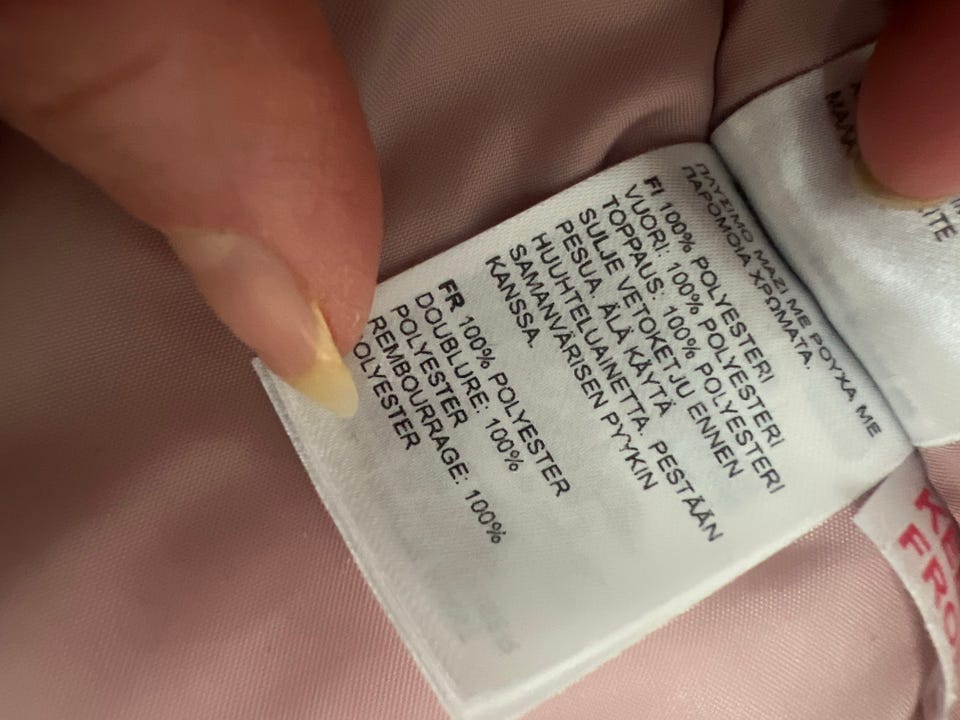 ΠΛΥΣΙΜΟ ΜΑΖΙ ΜΕ ΡΟΥΧΑ ΜΕ
ΠΑΡΟΜΟΙΑ ΧΡΩΜΑΤΑ.
FI 100% POLYESTERI
VUORI: 100% POLYESTERI
TOPPAUS: 100% POLYESTERI
SULJE VETOKETJU ENNEN
PESUA. ÄLÄ KÄYTÄ
HUUHTELUAINETTA. PESTÄÄN
SAMANVÄRISEN PYYKIN
KANSSA.
FR 100% POLYESTER
DOUBLURE: 100%
POLYESTER
REMBOURRAGE: 100%
POLYESTER